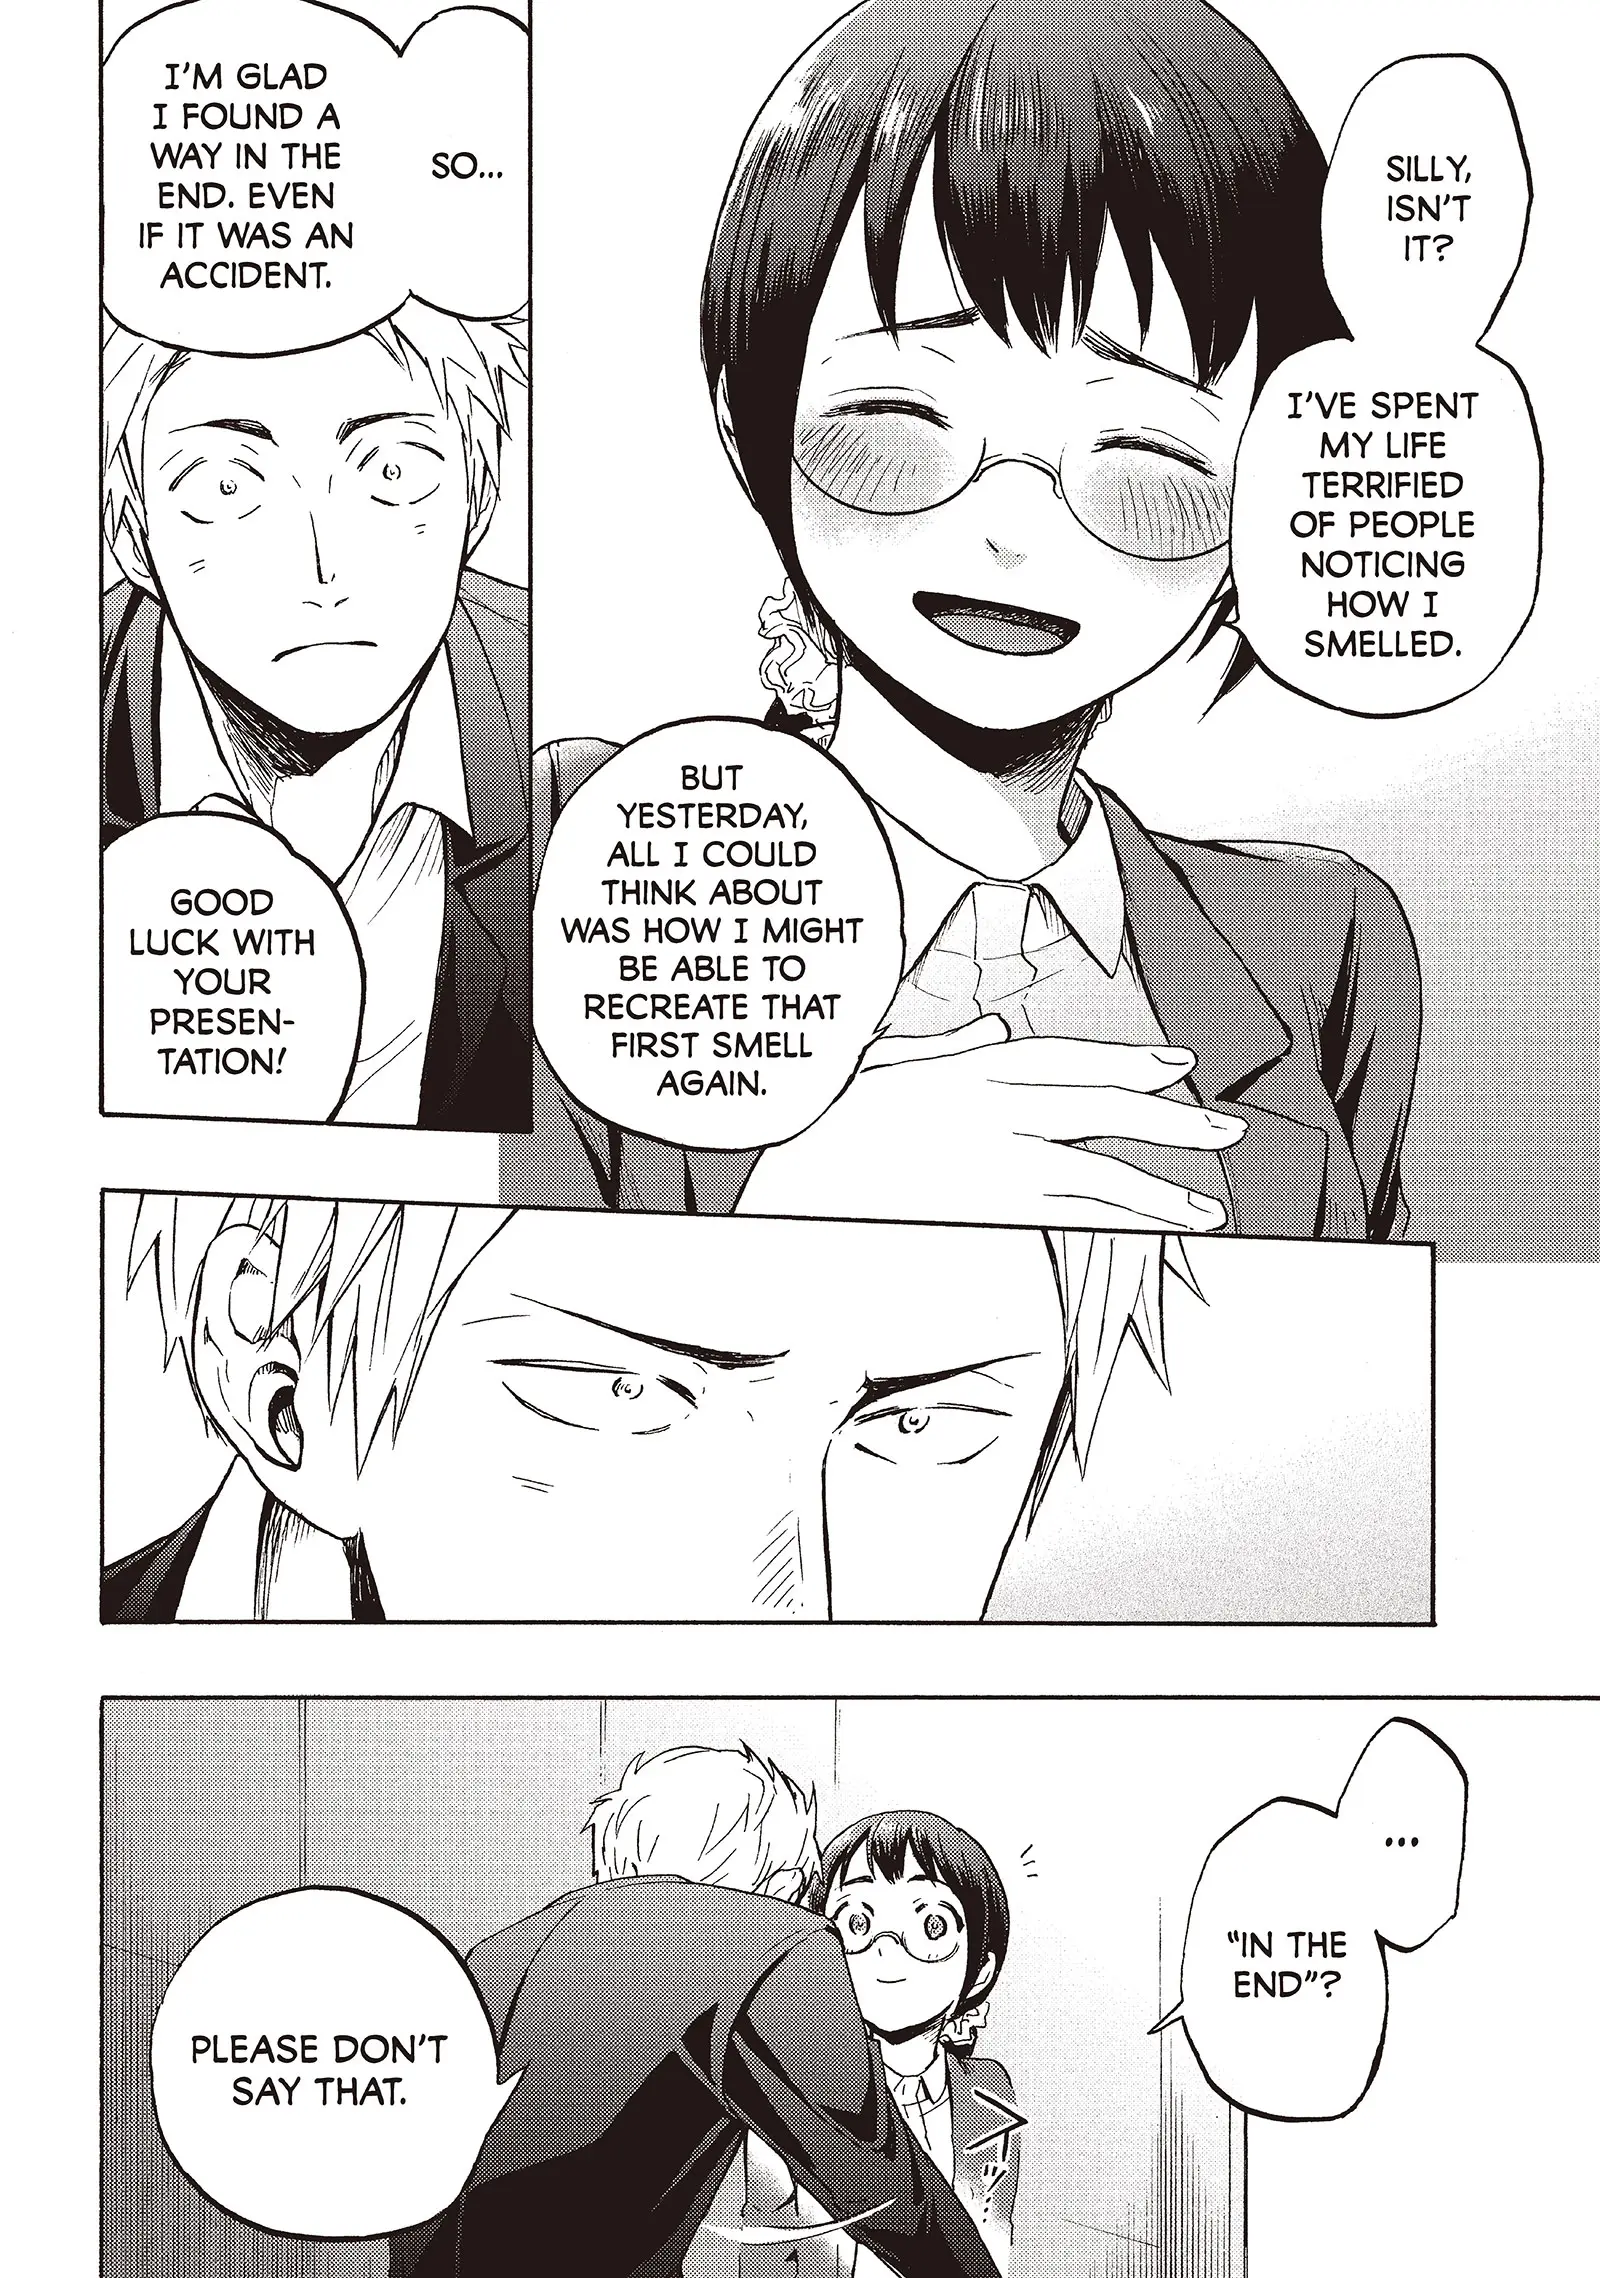 SILLY,
ISN'T
IT?
I'VE SPENT
MY LIFE
TERRIFIED
OF PEOPLE
NOTICING
HOW I
SMELLED.
BUT
YESTERDAY,
ALL I COULD
THINK ABOUT
WAS HOW I MIGHT
BE ABLE TO
RECREATE THAT
FIRST SMELL
AGAIN.
SO...
I'M GLAD
I FOUND A
WAY IN THE
END. EVEN
IF IT WAS AN
ACCIDENT.
GOOD
LUCK WITH
YOUR
PRESEN-
TATION!
...
"IN THE
END"?
PLEASE DON'T
SAY THAT.